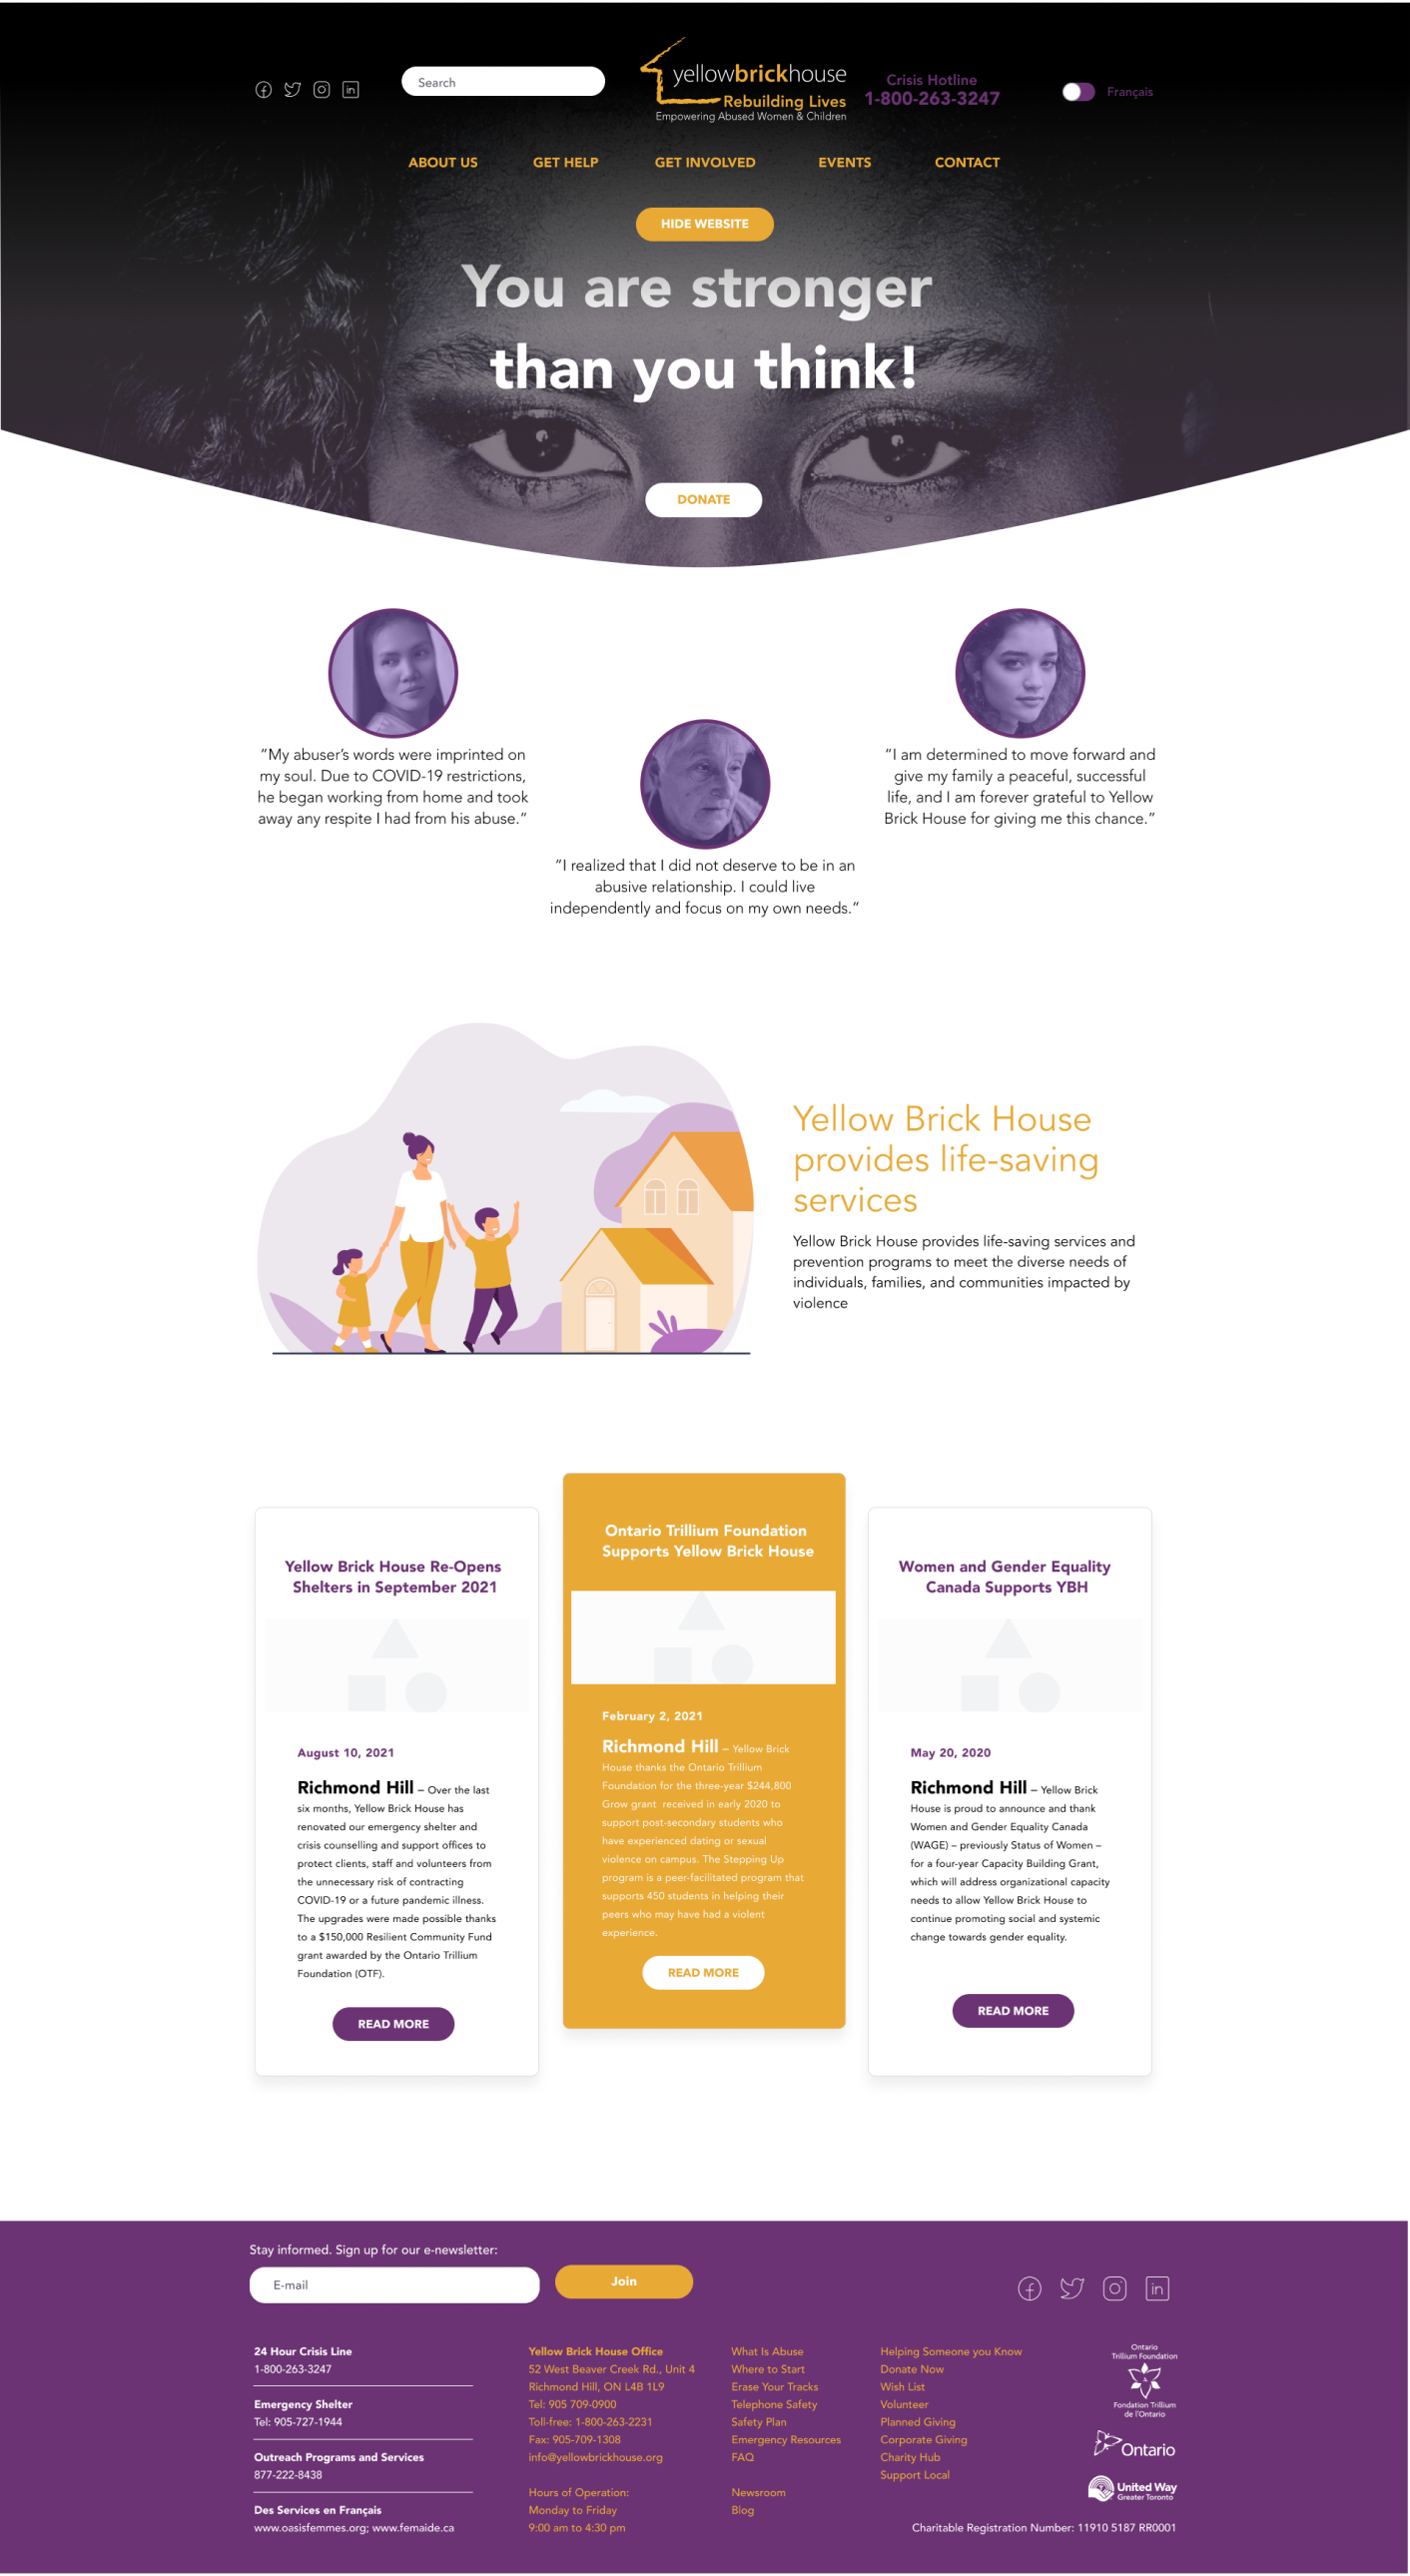 Search
yellowbrickhouse
Rebuilding Lives
Empowering Abused Women & Children
Crisis Hotline
1-800-263-3247
Français
ABOUT US
GET HELP
GET INVOLVED
EVENTS
CONTACT
HIDE WEBSITE
You are stronger
than you think!
DONATE
“My abuser’s words were imprinted on
my soul. Due to COVID-19 restrictions,
he began working from home and took
away any respite I had from his abuse.”
“I realized that I did not deserve to be in an
abusive relationship. I could live
independently and focus on my own needs.”
“I am determined to move forward and
give my family a peaceful, successful
life, and I am forever grateful to Yellow
Brick House for giving me this chance.”
Yellow Brick House
provides life-saving
services
Yellow Brick House provides life-saving services and
prevention programs to meet the diverse needs of
individuals, families, and communities impacted by
violence
Yellow Brick House Re-Opens
Shelters in September 2021
August 10, 2021
Richmond Hill – Over the last
six months, Yellow Brick House has
renovated our emergency shelter and
crisis counselling and support offices to
protect clients, staff and volunteers from
the unnecessary risk of contracting
COVID-19 or a future pandemic illness.
The upgrades were made possible thanks
to a $150,000 Resilient Community Fund
grant awarded by the Ontario Trillium
Foundation (OTF).
READ MORE
Ontario Trillium Foundation
Supports Yellow Brick House
February 2, 2021
Richmond Hill – Yellow Brick
House thanks the Ontario Trillium
Foundation for the three-year $244,800
Grow grant received in early 2020 to
support post-secondary students who
have experienced dating or sexual
violence on campus. The Stepping Up
program is a peer-facilitated program that
supports 450 students in helping their
peers who may have had a violent
experience.
READ MORE
Women and Gender Equality
Canada Supports YBH
May 20, 2020
Richmond Hill – Yellow Brick
House is proud to announce and thank
Women and Gender Equality Canada
(WAGE) – previously Status of Women –
for a four-year Capacity Building Grant,
which will address organizational capacity
needs to allow Yellow Brick House to
continue promoting social and systemic
change towards gender equality.
READ MORE
Stay informed. Sign up for our e-newsletter:
E-mail
Join
24 Hour Crisis Line
1-800-263-3247
Emergency Shelter
Tel: 905-727-1944
Outreach Programs and Services
877-222-8438
Des Services en Français
www.oasisfemmes.org; www.femaide.ca
Yellow Brick House Office
52 West Beaver Creek Rd., Unit 4
Richmond Hill, ON L4B 1L9
Tel: 905 709-0900
Toll-free: 1-800-263-2231
Fax: 905-709-1308
info@yellowbrickhouse.org
Hours of Operation:
Monday to Friday
9:00 am to 4:30 pm
What Is Abuse
Where to Start
Erase Your Tracks
Telephone Safety
Safety Plan
Emergency Resources
FAQ
Newsroom
Blog
Helping Someone you Know
Donate Now
Wish List
Volunteer
Planned Giving
Corporate Giving
Charity Hub
Support Local
Ontario
Trillium Foundation
Fondation Trillium
de l’Ontario
Ontario
United Way
Greater Toronto
Charitable Registration Number: 11910 5187 RR0001